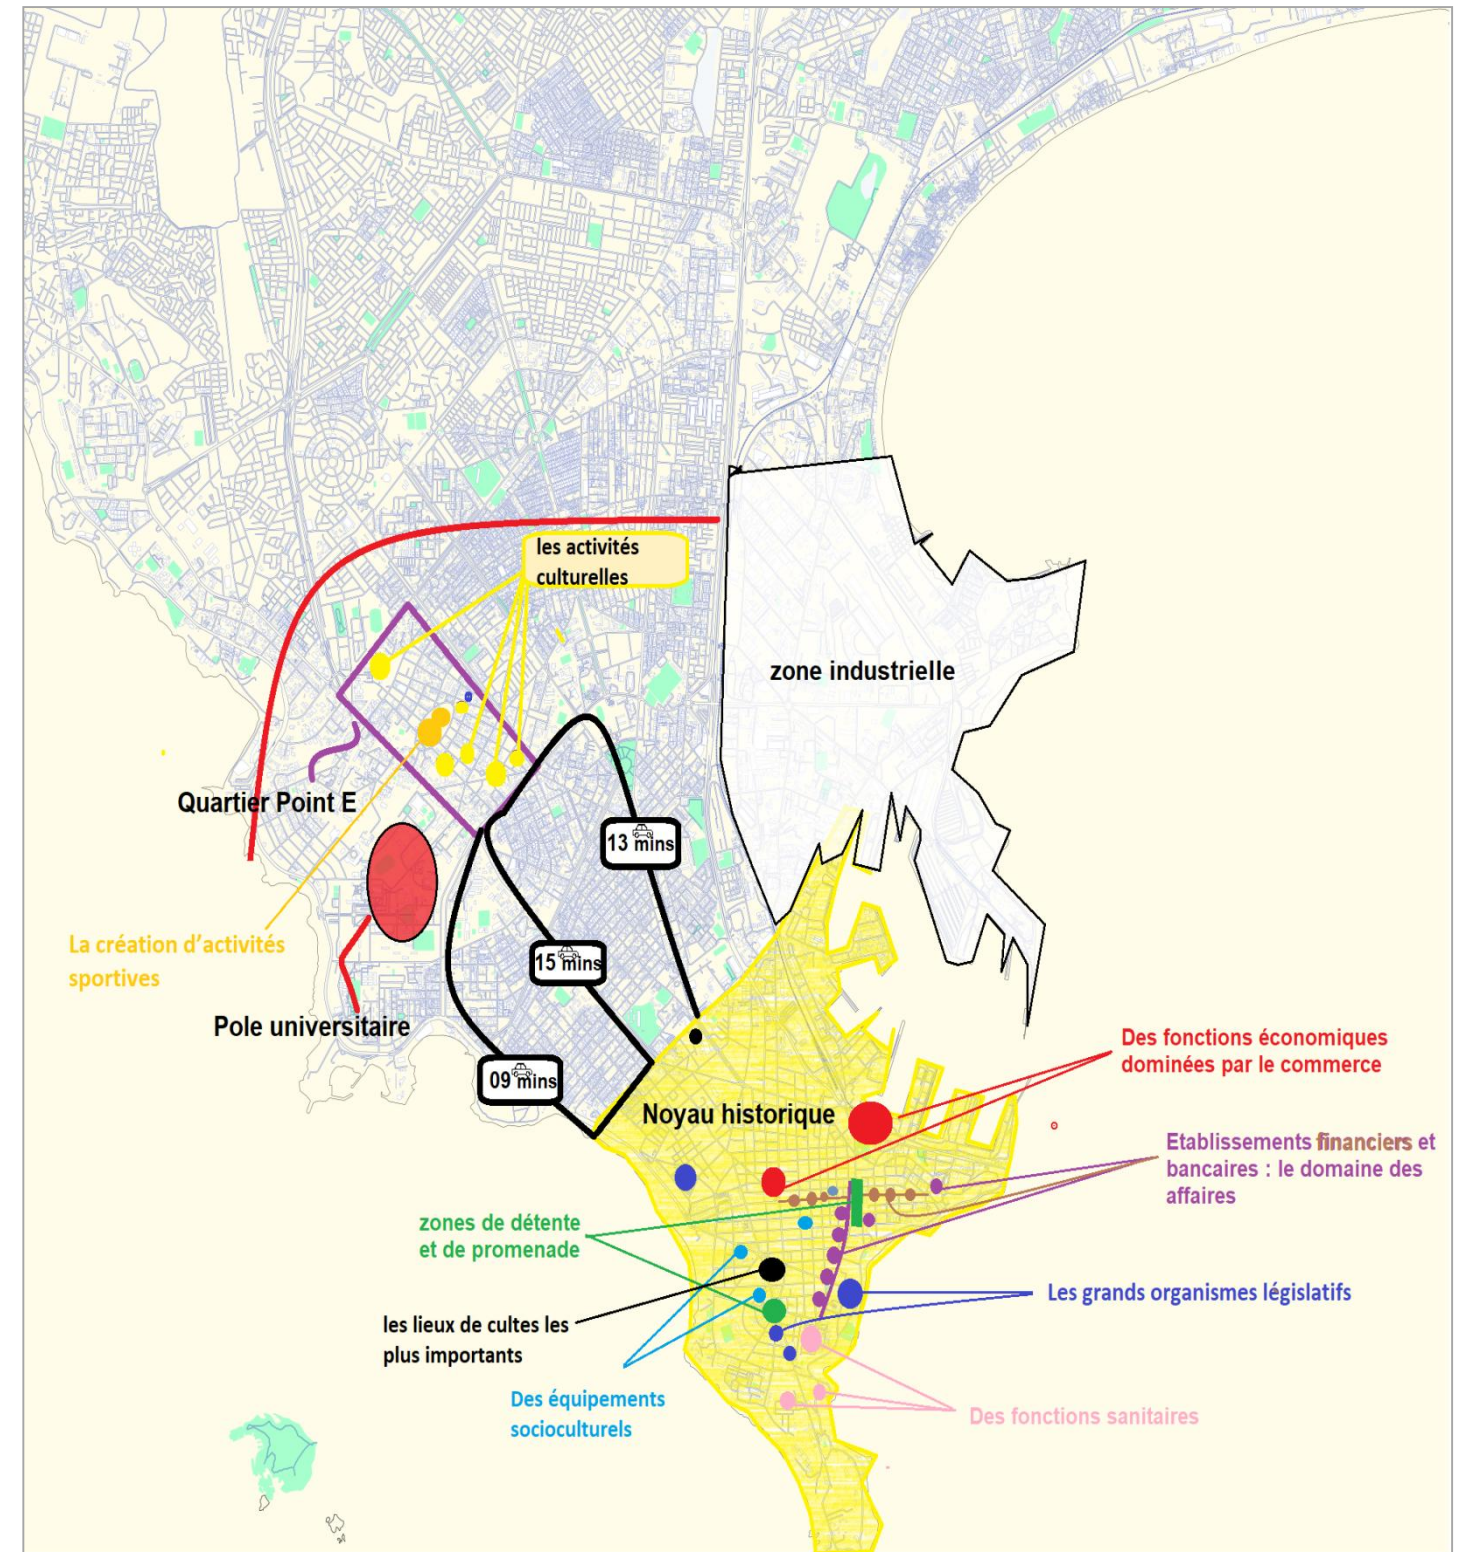 les activités
culturelles
zone industrielle
Quartier Point E
13 mins
La création d’activités
sportives
15 mins
Pole universitaire
09 mins
Des fonctions économiques
dominées par le commerce
Noyau historique
Etablissements financiers et
bancaires : le domaine des
affaires
zones de détente
et de promenade
Les grands organismes législatifs
les lieux de cultes les
plus importants
Des équipements
socioculturels
Des fonctions sanitaires